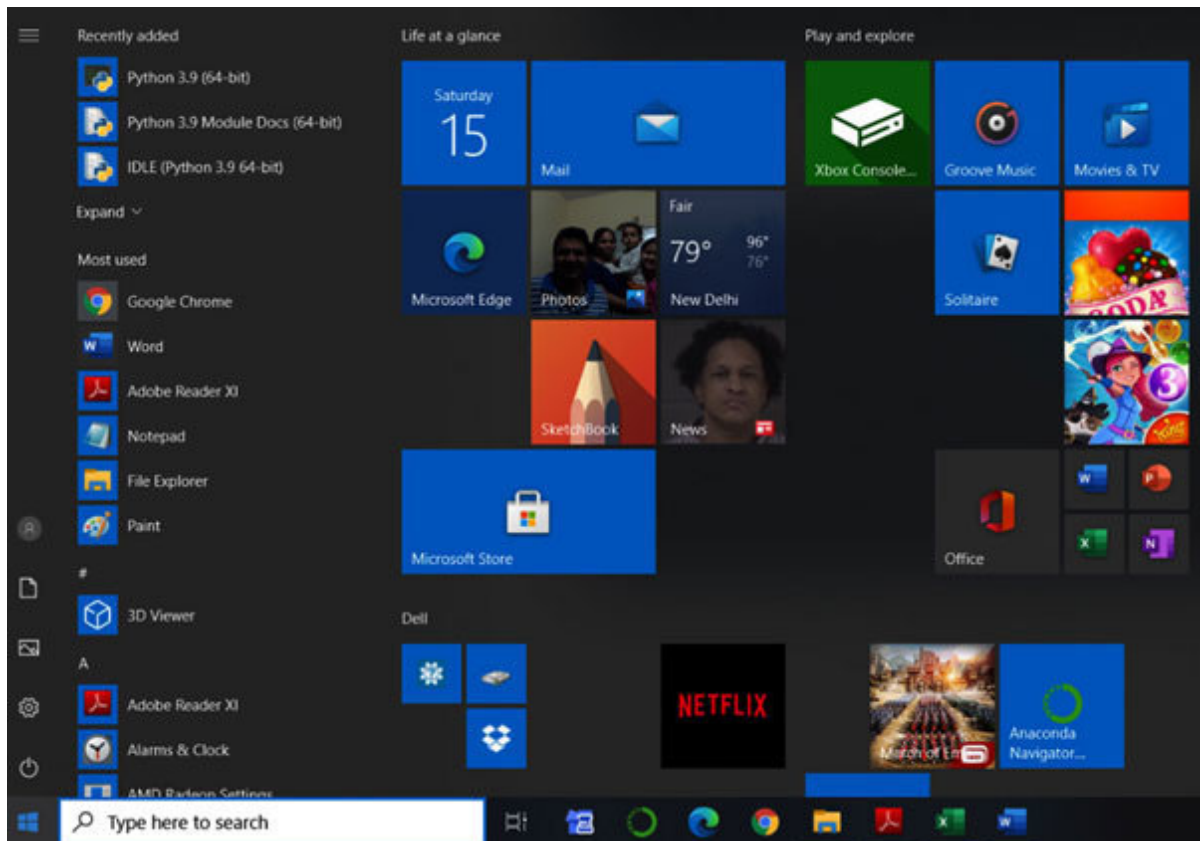 Recently added
Python 3.9 (64-bit)
Python 3.9 Module Docs (64-bit)
IDLE (Python 3.9 64-bit)
Expand
Most used
Google Chrome
Word
Adobe Reader XI
Notepad
File Explorer
Paint
#
3D Viewer
A
Adobe Reader XI
Alarms & Clock
AMD Radeon Settings
Life at a glance
Saturday
15
Mail
Microsoft Edge
Photos
Fair
79°
96°
76°
New Delhi
SketchBook
News
Microsoft Store
Play and explore
Xbox Console...
Groove Music
Movies & TV
Solitaire
SODA
3
King
Office
W
P
X
N
Dell
NETFLIX
March of Em
Anaconda
Navigator...
Type here to search